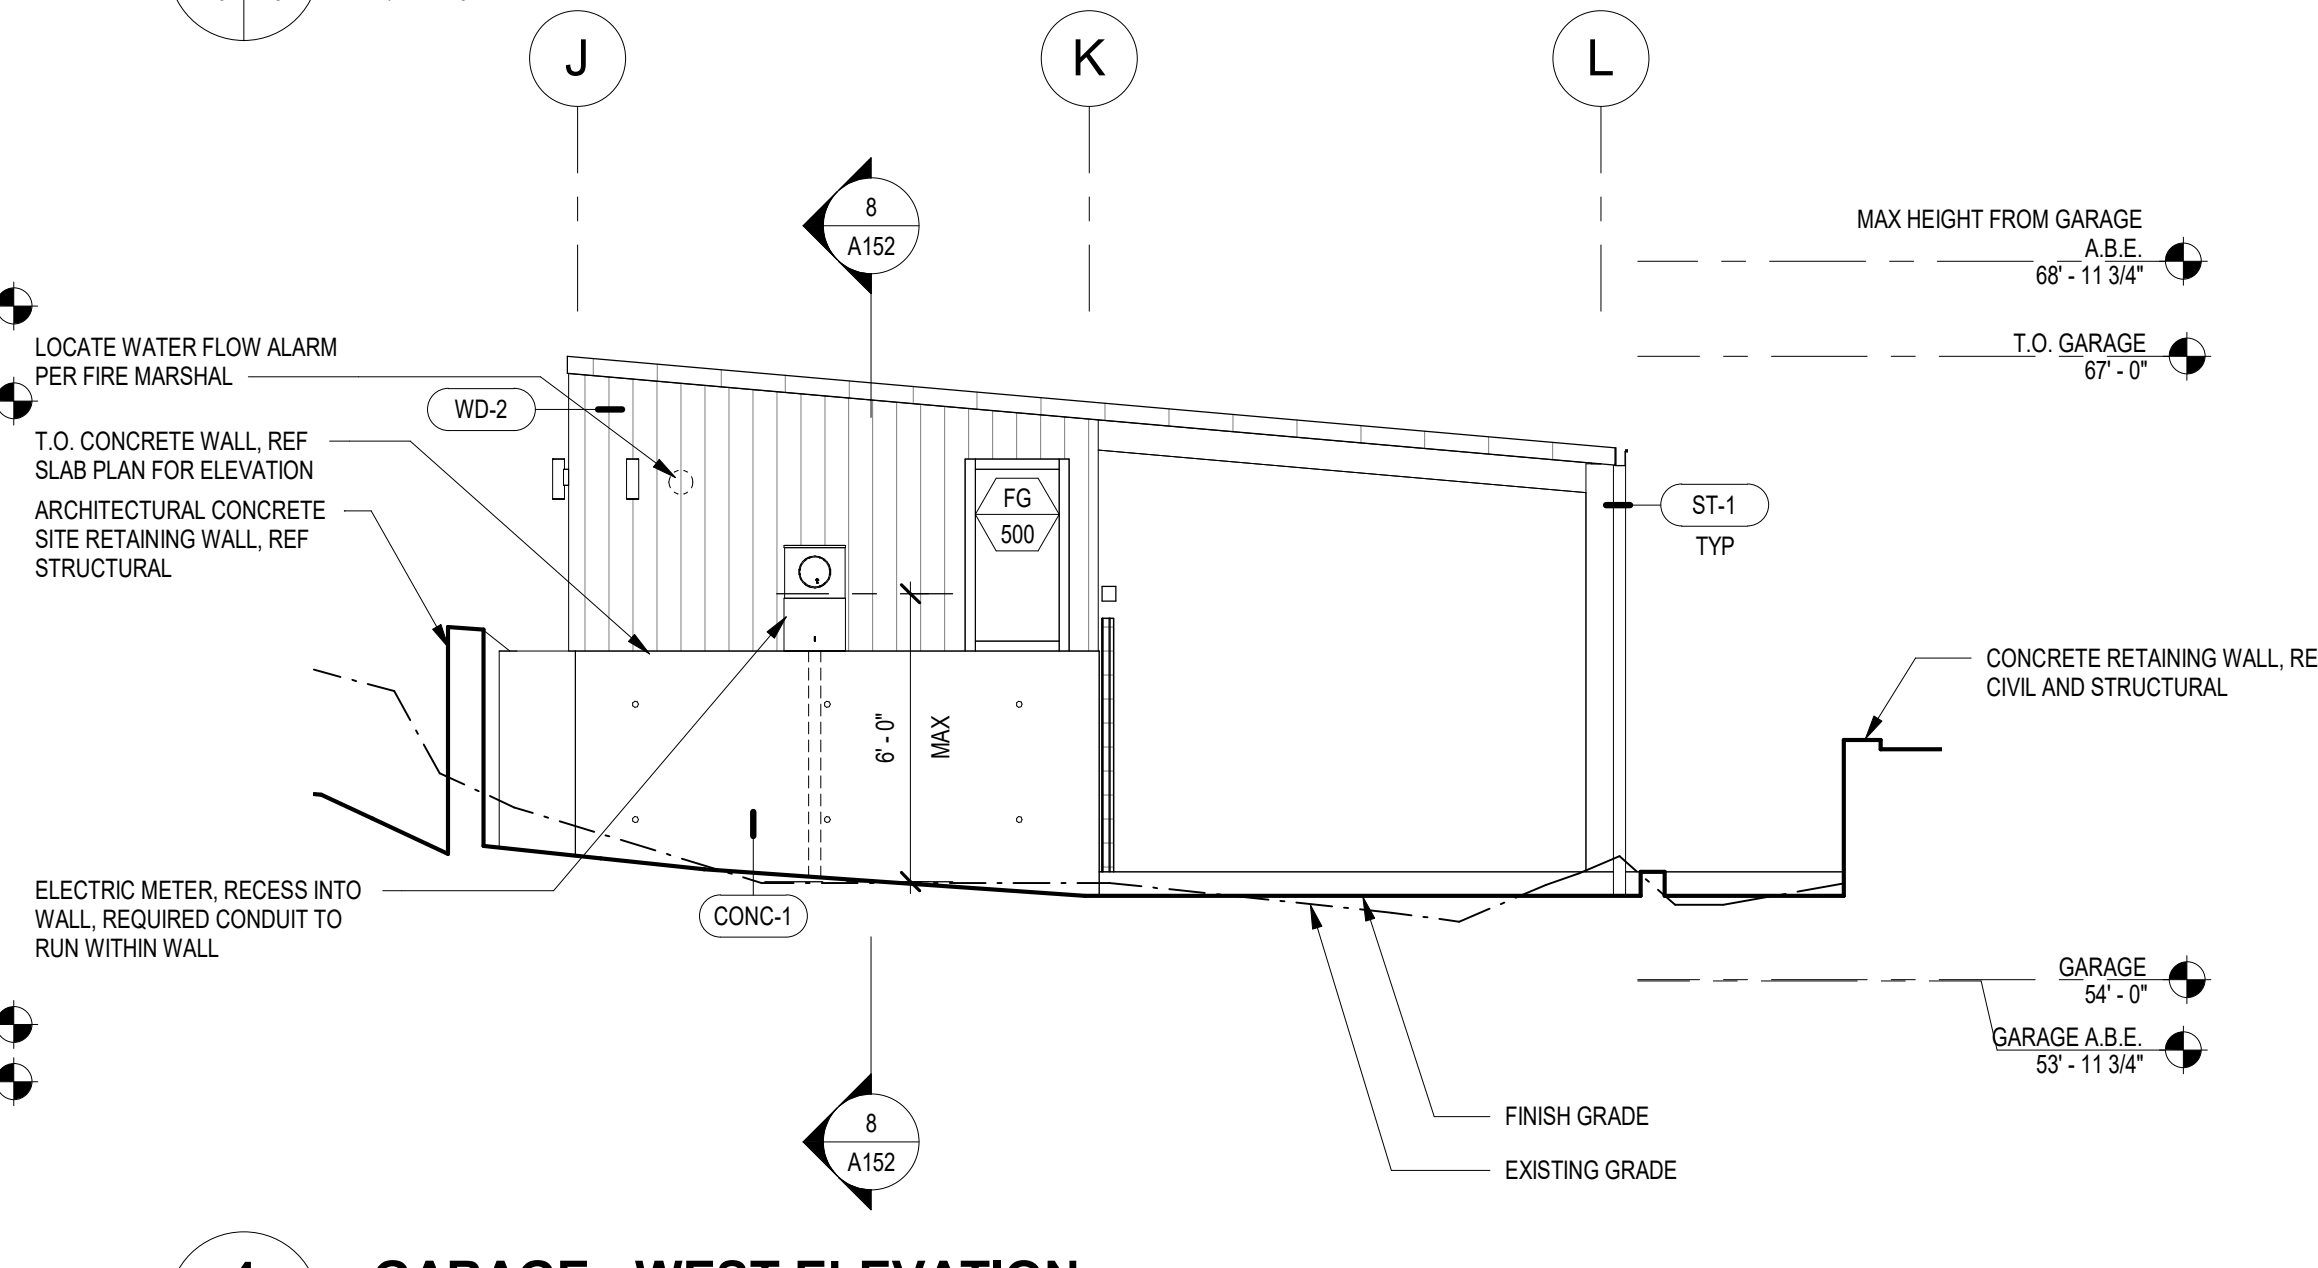 J
K
L
8
A152
MAX HEIGHT FROM GARAGE
A.B.E.
68' - 11 3/4"
T.O. GARAGE
67' - 0"
LOCATE WATER FLOW ALARM
PER FIRE MARSHAL
WD-2
T.O. CONCRETE WALL, REF
SLAB PLAN FOR ELEVATION
ARCHITECTURAL CONCRETE
SITE RETAINING WALL, REF
STRUCTURAL
FG
500
ST-1
TYP
CONCRETE RETAINING WALL, RE
CIVIL AND STRUCTURAL
6' - 0"
MAX
ELECTRIC METER, RECESS INTO
WALL, REQUIRED CONDUIT TO
RUN WITHIN WALL
CONC-1
GARAGE
54' - 0"
GARAGE A.B.E.
53' - 11 3/4"
FINISH GRADE
EXISTING GRADE
8
A152
GARAGE - WEST ELEVATION